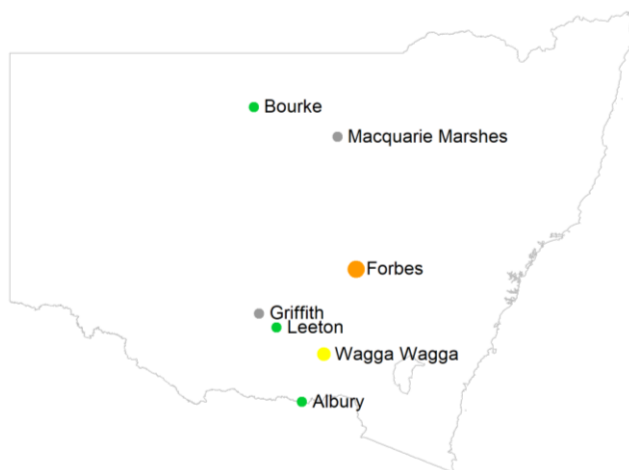 Bourke
Macquarie Marshes
Forbes
Griffith
Leeton
Wagga Wagga
Albury